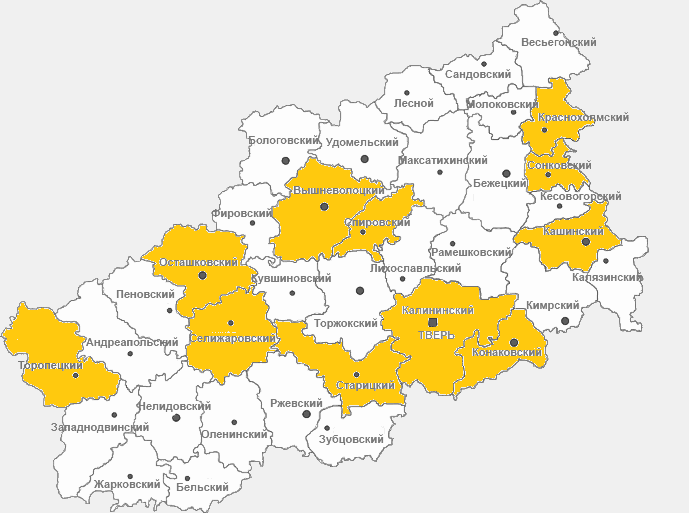 Весьегонский
Сандовский
Лесной
Молоковский
Краснохолмский
Бологовский
Удомельский
Максатихинский
Сонковский
Бежецкий
Вышневолоцкий
Кесовогорский
Фировский
Спировский
Кашинский
Рамешковский
Осташковский
Лихославльский
Кувшиновский
Калязинский
Пеновский
Кимрский
Калининский
Торжокский
ТВЕРЬ
Андреапольский
Селижаровский
Конаковский
Торопецкий
Старицкий
Нелидовский
Ржевский
Западнодвинский
Оленинский
Зубцовский
Жарковский
Бельский